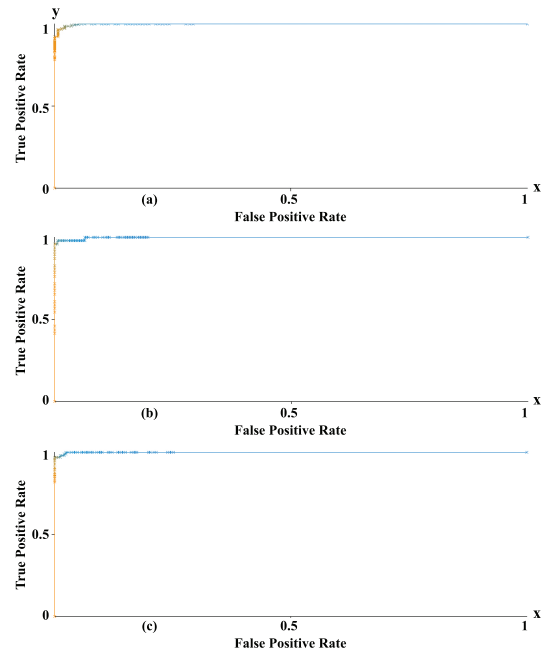 y
1
True Positive Rate
0.5
0
(a)
0.5
1
x
False Positive Rate
1
True Positive Rate
0.5
0
(b)
0.5
1
x
False Positive Rate
1
True Positive Rate
0.5
0
(c)
0.5
1
x
False Positive Rate